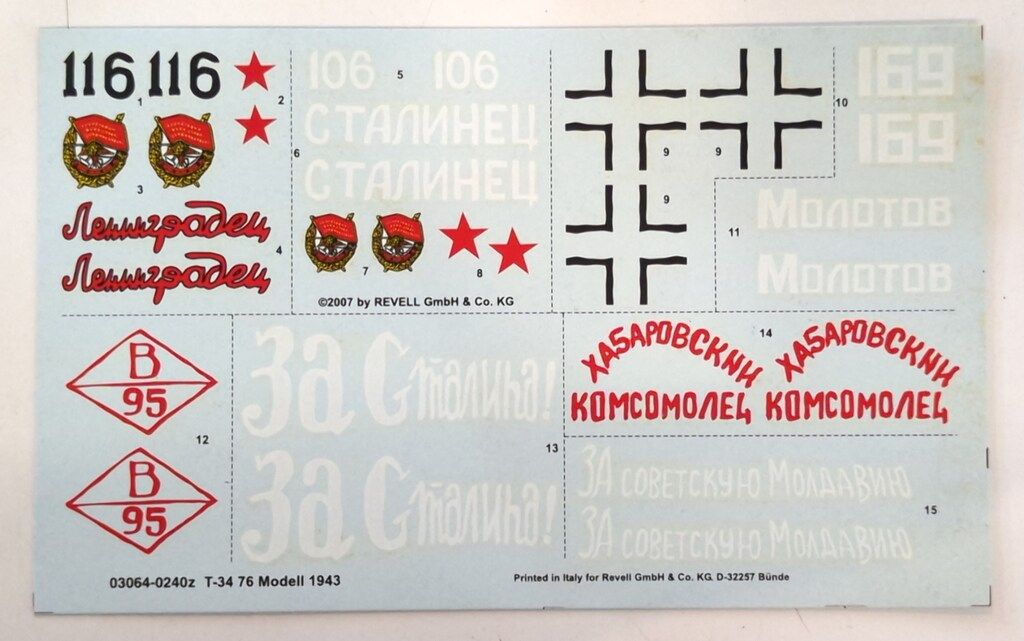 116 116
1
2
3
Ленинградец
4
Ленинградец
106 5 106
6
СТАЛИНЕЦ
СТАЛИНЕЦ
7
8
©2007 by REVELL GmbH & Co. KG
9 9
9
10
169
169
11
Молотов
Молотов
В
95
12
В
95
За Сталина!
13
За Сталина!
14
ХАБАРОВСКИЙ ХАБАРОВСКИЙ
КОМСОМОЛЕЦ КОМСОМОЛЕЦ
ЗА СОВЕТСКУЮ МОЛДАВИЮ
15
ЗА СОВЕТСКУЮ МОЛДАВИЮ
03064-0240z T-34 76 Modell 1943
Printed in Italy for Revell GmbH & Co. KG. D-32257 Bünde